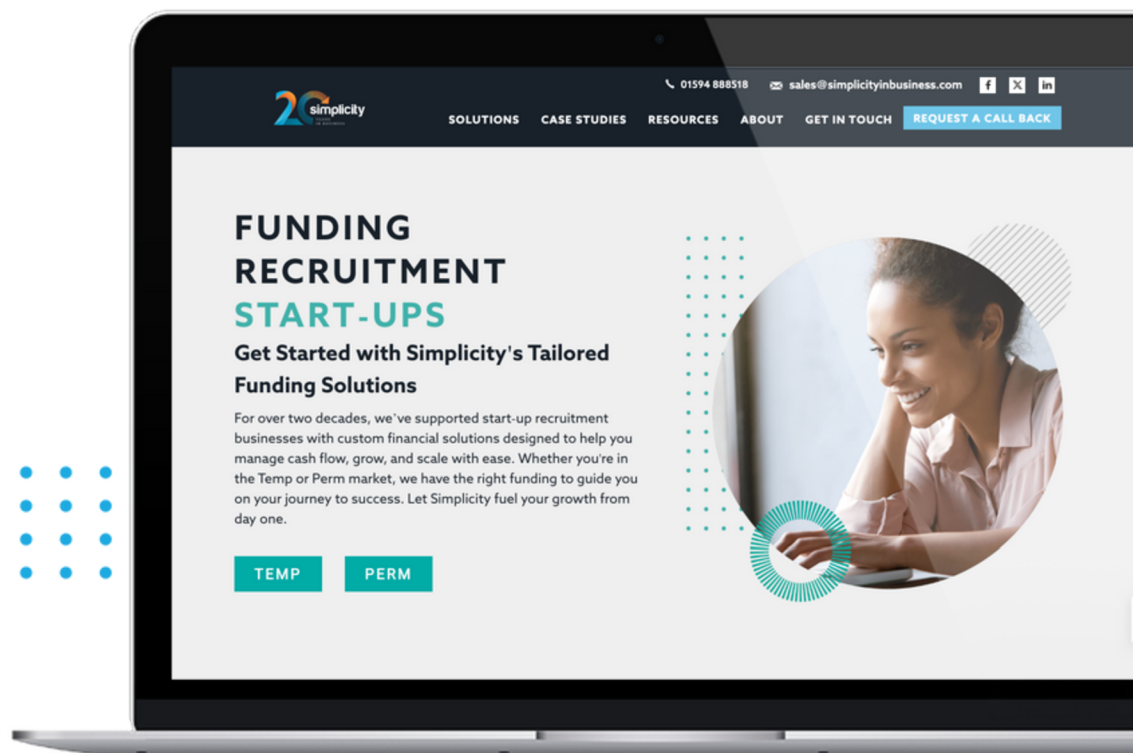 01594 888518 sales@simplicityinbusiness.com
20 simplicity
YEARS
IN BUSINESS
SOLUTIONS CASE STUDIES RESOURCES ABOUT GET IN TOUCH REQUEST A CALL BACK
FUNDING
RECRUITMENT
START-UPS
Get Started with Simplicity's Tailored
Funding Solutions
For over two decades, we've supported start-up recruitment
businesses with custom financial solutions designed to help you
manage cash flow, grow, and scale with ease. Whether you're in
the Temp or Perm market, we have the right funding to guide you
on your journey to success. Let Simplicity fuel your growth from
day one.
TEMP PERM